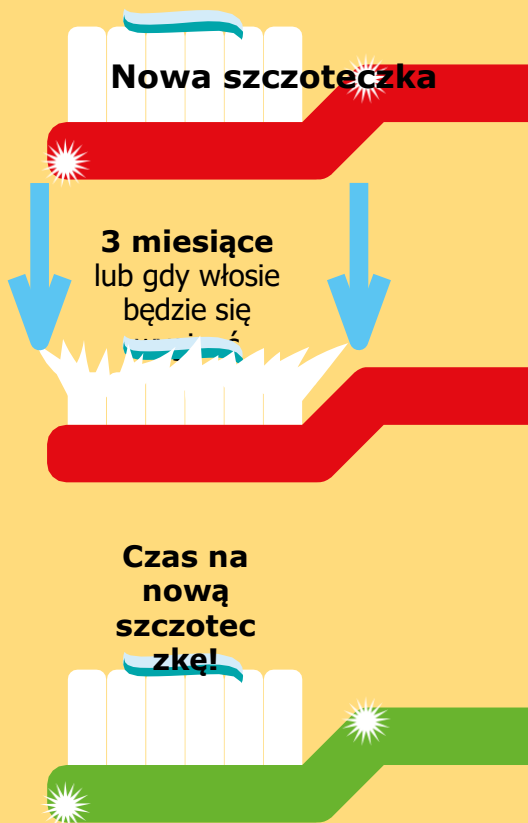 Nowa szczoteczka
3 miesiące
lub gdy włosie
będzie się
Czas na
nową
szczotec
zkę!